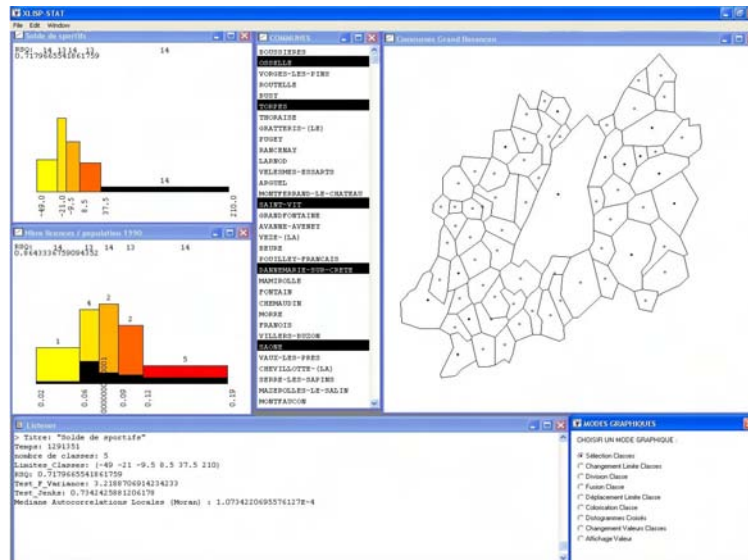 XLISP-STAT
File Edit Window
Solde de sportifs
RSQ: 14 13 14 13 14
0.7179665541861759
14
-49.0
-21.0
-9.5
8.5
37.5
210.0
Nbre licences / population 1990
RSQ: 14 13 14 13 14
1
4
2
2
5
0.02
0.06
0.09
0.12
0.19
COMMUNES
BOUSSIERES
OSSELLE
VORGES-LES-PINS
ROUTELLE
BUSY
TORPES
THORAISE
GRATTERIS-(LE)
PUGEY
RANCENAY
LARNOD
VELESMES-ESSARTS
ARGUEL
MONTFERRAND-LE-CHATEAU
SAINT-VIT
GRANDFONTAINE
AVANNE-AVENEY
VEZE-(LA)
BEURE
POUILLEY-FRANCAIS
DANNEMARIE-SUR-CRETE
MAMIROLLE
FONTAIN
CHEMAUDIN
MORRE
FRANOIS
VILLERS-BUZON
SAONE
VAUX-LES-PRES
CHEVILLOTTE-(LA)
SERRE-LES-SAPINS
MAZEROLLES-LE-SALIN
MONTFAUCON
Communes Grand Besancon
Listener
> Titre: "Solde de sportifs"
Temps: 1291351
nombre de classes: 5
Limites_Classes: (-49 -21 -9.5 8.5 37.5 210)
RSQ: 0.7179665541861759
Test_F_Variance: 3.2188706914234233
Test_Jenks: 0.7342425881206178
Mediane Autocorrelations Locales (Moran) : 1.0734220695576127E-4
MODES GRAPHIQUES
CHOISIR UN MODE GRAPHIQUE :
Sélection Classes
Changement Limite Classes
Division Classe
Fusion Classe
Déplacement Limite Classe
Colorisation Classe
Distogrammes Croisés
Changement Valeurs Classes
Affichage Valeur